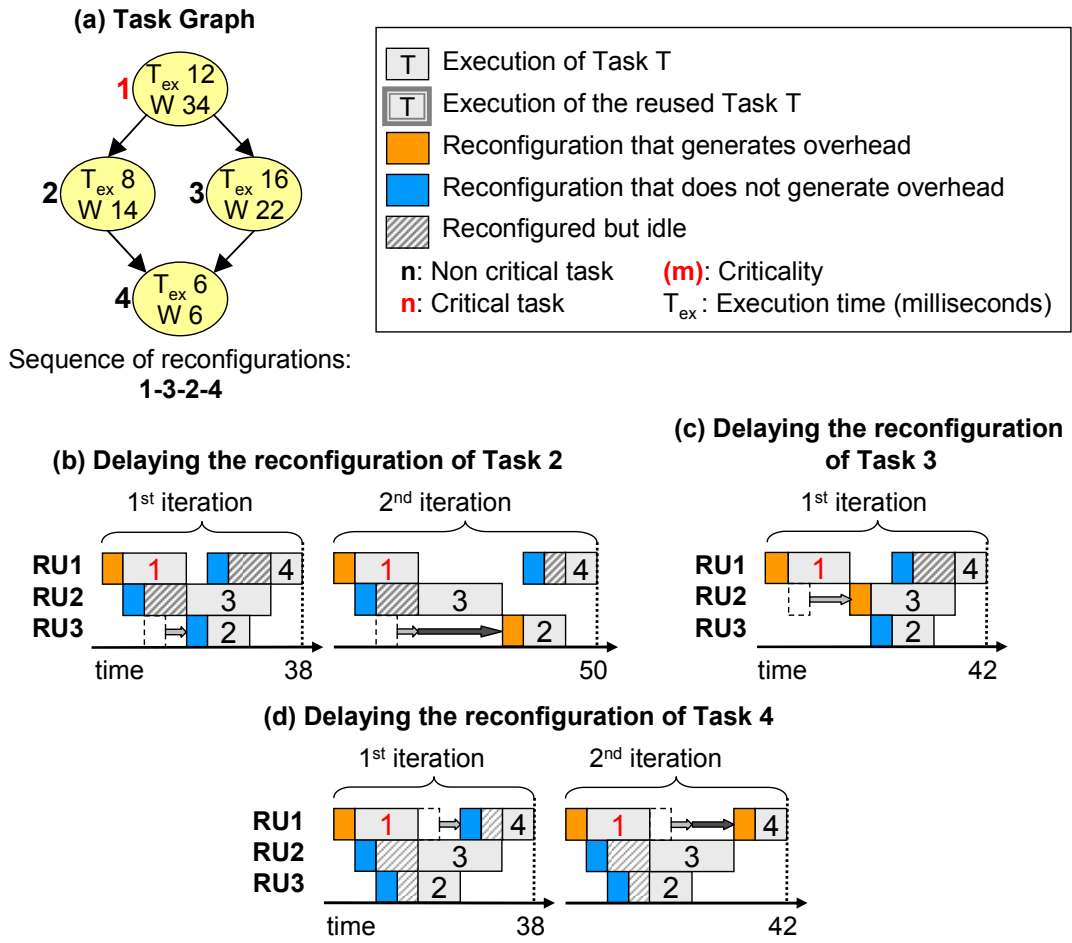 (a) Task Graph
1
T_ex 12
W 34
2
T_ex 8
W 14
3
T_ex 16
W 22
4
T_ex 6
W 6
Sequence of reconfigurations:
1-3-2-4
T Execution of Task T
T Execution of the reused Task T
Reconfiguration that generates overhead
Reconfiguration that does not generate overhead
Reconfigured but idle
n: Non critical task (m): Criticality
n: Critical task T_ex : Execution time (milliseconds)
(b) Delaying the reconfiguration of Task 2
1st iteration 2nd iteration
RU1 1 4 1 4
RU2 3 3
RU3 2 2
time 38 50
(c) Delaying the reconfiguration
of Task 3
1st iteration
RU1 1 4
RU2 3
RU3 2
time 42
(d) Delaying the reconfiguration of Task 4
1st iteration 2nd iteration
RU1 1 4 1 4
RU2 3 3
RU3 2 2
time 38 42